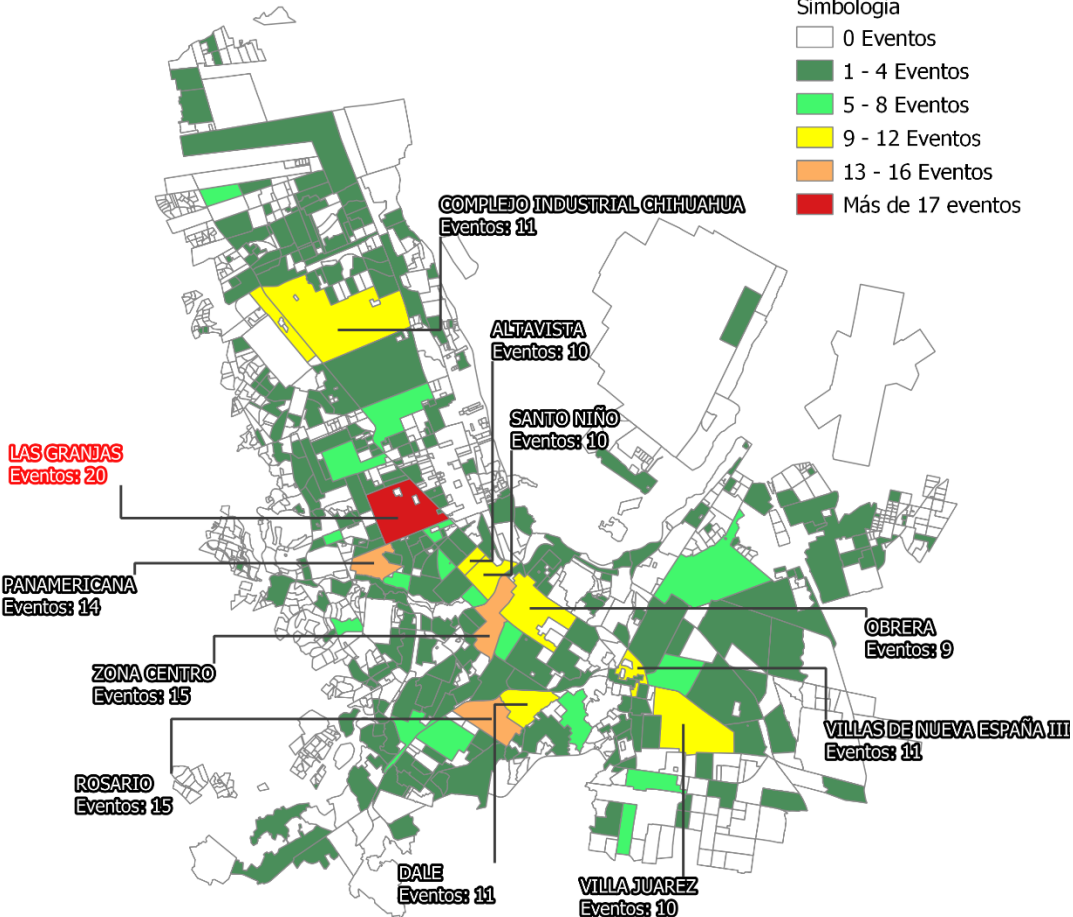 Simbología
0 Eventos
1 - 4 Eventos
5 - 8 Eventos
9 - 12 Eventos
13 - 16 Eventos
Más de 17 eventos
COMPLEJO INDUSTRIAL CHIHUAHUA
Eventos: 11
ALTAVISTA
Eventos: 10
SANTO NIÑO
Eventos: 10
LAS GRANJAS
Eventos: 20
PANAMERICANA
Eventos: 14
OBRERA
Eventos: 9
ZONA CENTRO
Eventos: 15
VILLAS DE NUEVA ESPAÑA III
Eventos: 11
ROSARIO
Eventos: 15
DALE
Eventos: 11
VILLA JUAREZ
Eventos: 10